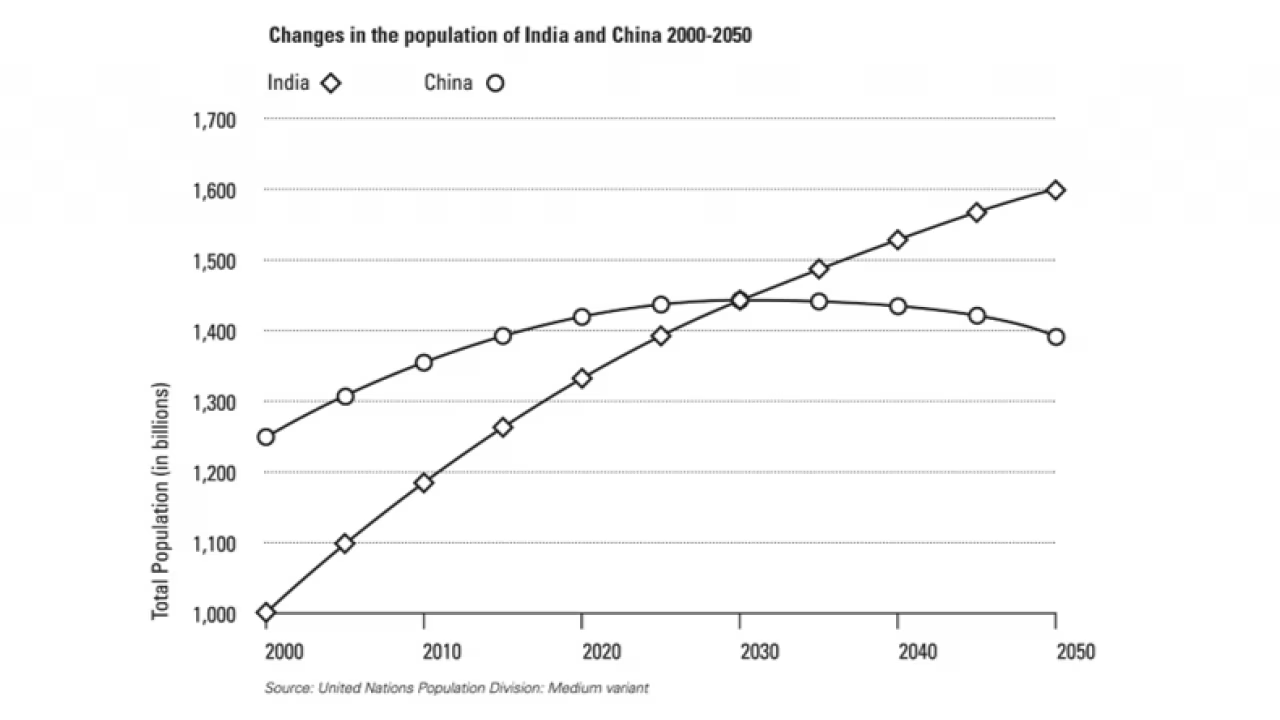 Changes in the population of India and China 2000-2050
India China
1,700
1,600
1,500
1,400
1,300
1,200
1,100
1,000
Total Population (in billions)
2000 2010 2020 2030 2040 2050
Source: United Nations Population Division: Medium variant